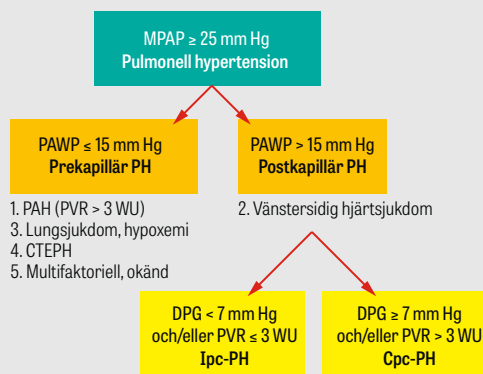 MPAP ≥ 25 mm Hg
Pulmonell hypertension
PAWP ≤ 15 mm Hg
Prekapillär PH
PAWP > 15 mm Hg
Postkapillär PH
1. PAH (PVR > 3 WU)
3. Lungsjukdom, hypoxemi
4. CTEPH
5. Multifaktoriell, okänd
2. Vänstersidig hjärtsjukdom
DPG < 7 mm Hg
och/eller PVR ≤ 3 WU
Ipc-PH
DPG ≥ 7 mm Hg
och/eller PVR > 3 WU
Cpc-PH